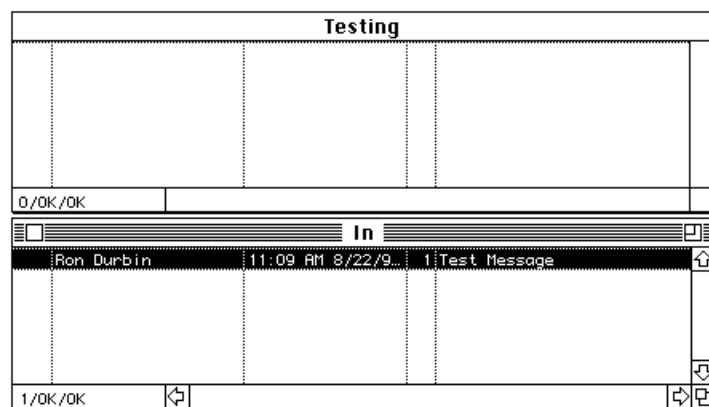 Testing
0/0K/0K
In
Ron Durbin 11:09 AM 8/22/9… 1 Test Message
1/0K/0K